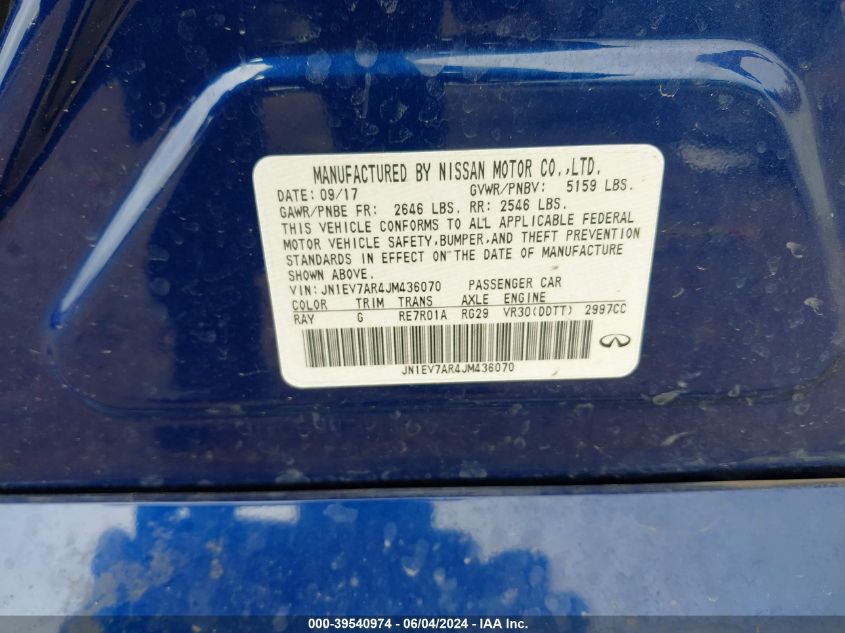 MANUFACTURED BY NISSAN MOTOR CO.,LTD.
DATE: 09/17 GVWR/PNBV: 5159 LBS.
GAWR/PNBE FR: 2646 LBS. RR: 2546 LBS.
THIS VEHICLE CONFORMS TO ALL APPLICABLE FEDERAL
MOTOR VEHICLE SAFETY,BUMPER,AND THEFT PREVENTION
STANDARDS IN EFFECT ON THE DATE OF MANUFACTURE
SHOWN ABOVE.
VIN:JN1EV7AR4JM436070 PASSENGER CAR
COLOR TRIM TRANS AXLE ENGINE
RAY G RE7R01A RG29 VR30(DDTT) 2997CC
JN1EV7AR4JM436070
000-39540974 - 06/04/2024 - IAA Inc.